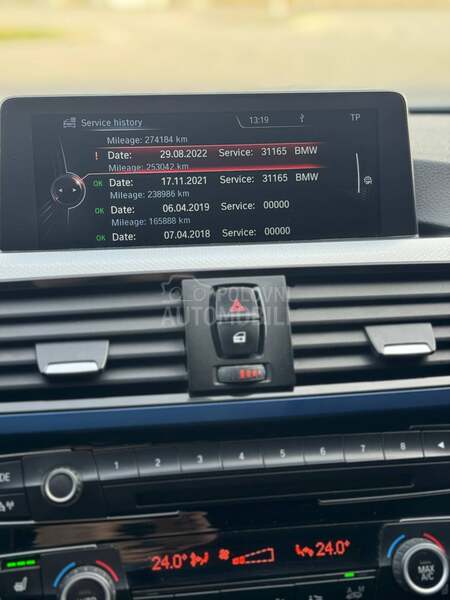 Service history 13:19 TP
Mileage: 274184 km
! Date: 29.08.2022 Service: 31165 BMW
Mileage: 253042 km
OK Date: 17.11.2021 Service: 31165 BMW
Mileage: 238986 km
OK Date: 06.04.2019 Service: 00000
Mileage: 165888 km
OK Date: 07.04.2018 Service: 00000
POLOVNI
AUTOMOBILI
DE 1 2 3 4 5 6 7 8
24.0° 24.0°
MAX
A/C